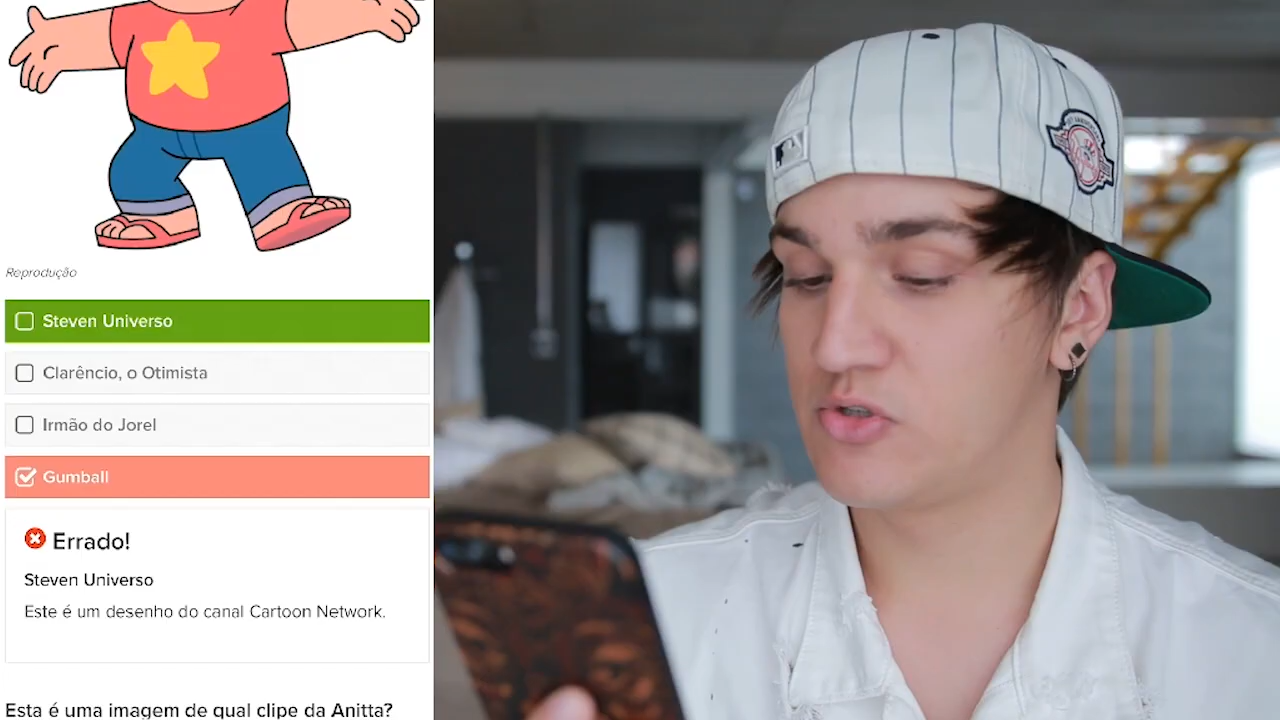 Reprodução
Steven Universo
Clarêncio, o Otimista
Irmão do Jorel
Gumball
Errado!
Steven Universo
Este é um desenho do canal Cartoon Network.
Esta é uma imagem de qual clipe da Anitta?